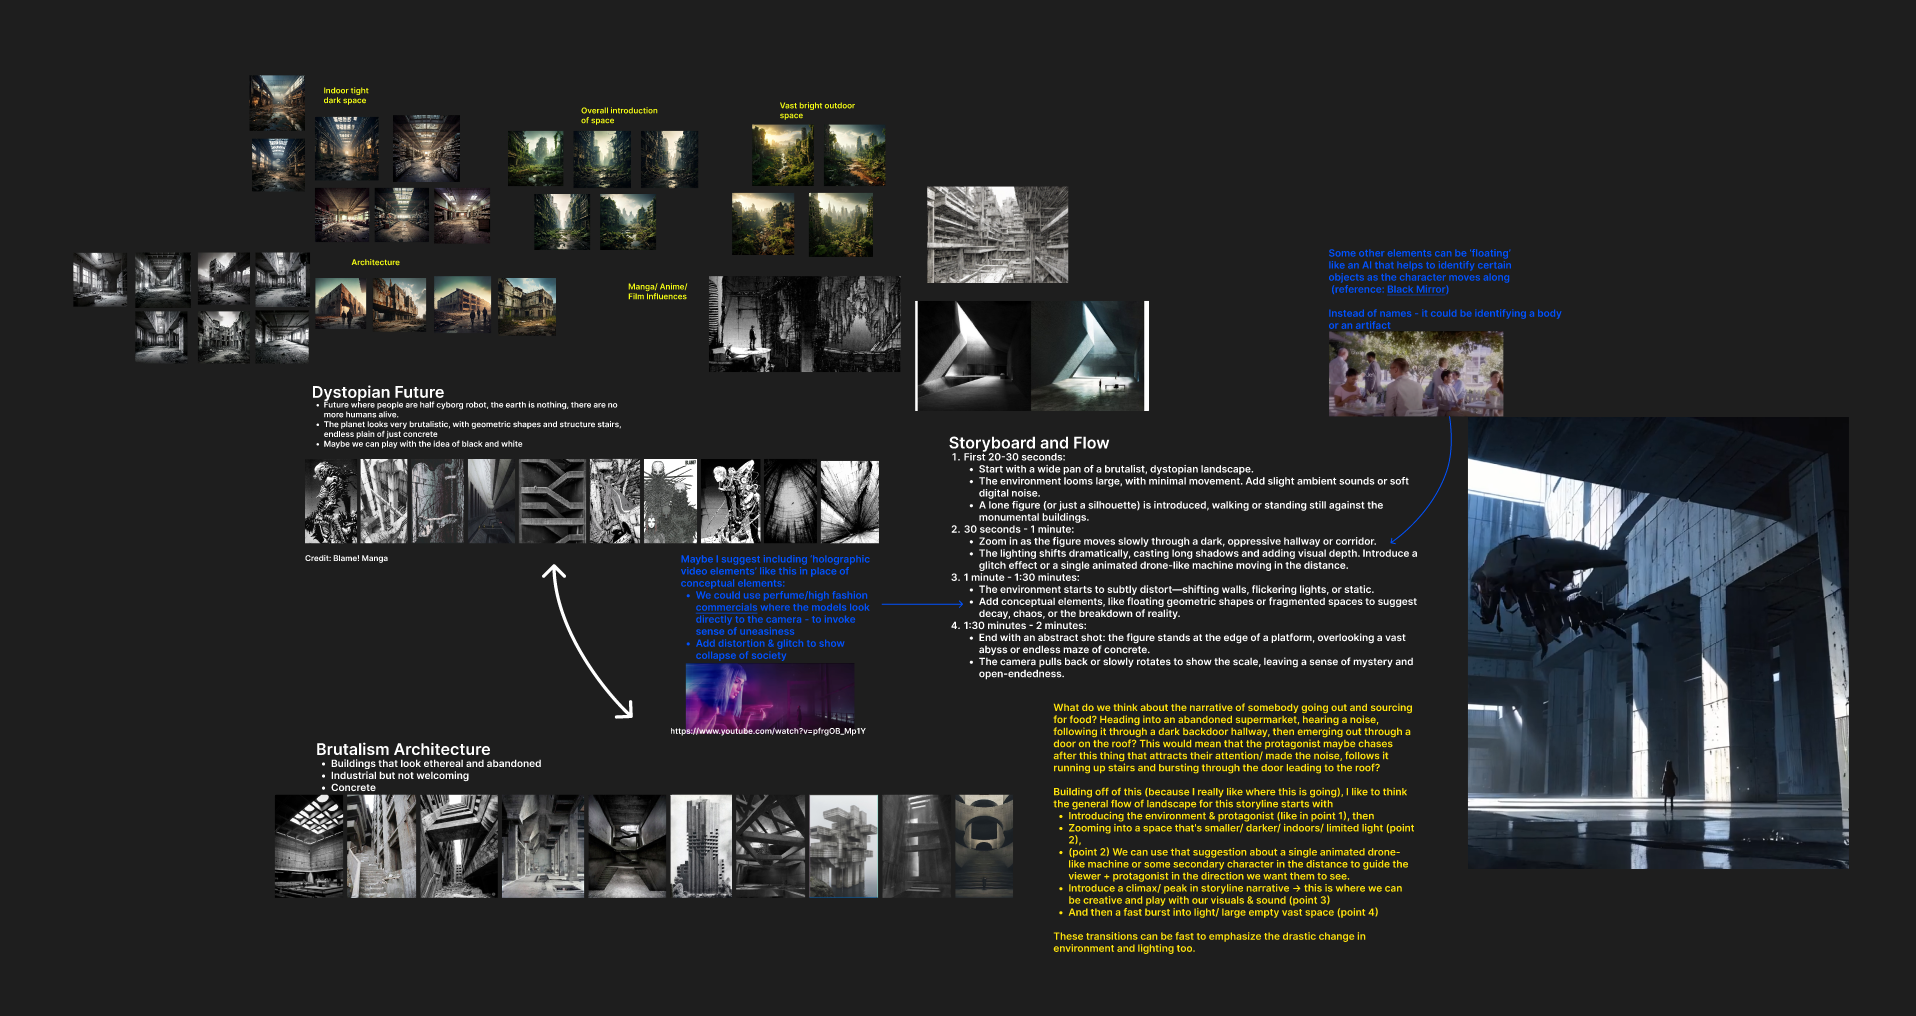 Indoor tight
dark space
Overall introduction
of space
Vast bright outdoor
space
Architecture
Manga/ Anime/
Film Influences
Some other elements can be 'floating'
like an AI that helps to identify certain
objects as the character moves along
(reference: Black Mirror)
Instead of names - it could be identifying a body
or an artifact
Dystopian Future
• Future where people are half cyborg robot, the earth is nothing, there are no
more humans alive.
• The planet looks very brutalistic, with geometric shapes and structure stairs,
endless plain of just concrete
• Maybe we can play with the idea of black and white
Credit: Blame! Manga
Maybe I suggest including 'holographic
video elements' like this in place of
conceptual elements:
• We could use perfume/high fashion
commercials where the models look
directly to the camera - to invoke
sense of uneasiness
• Add distortion & glitch to show
collapse of society
https://www.youtube.com/watch?v=pfrgOB_Mp1Y
Storyboard and Flow
1. First 20-30 seconds:
• Start with a wide pan of a brutalist, dystopian landscape.
• The environment looms large, with minimal movement. Add slight ambient sounds or soft
digital noise.
• A lone figure (or just a silhouette) is introduced, walking or standing still against the
monumental buildings.
2. 30 seconds - 1 minute:
• Zoom in as the figure moves slowly through a dark, oppressive hallway or corridor.
• The lighting shifts dramatically, casting long shadows and adding visual depth. Introduce a
glitch effect or a single animated drone-like machine moving in the distance.
3. 1 minute - 1:30 minutes:
• The environment starts to subtly distort—shifting walls, flickering lights, or static.
• Add conceptual elements, like floating geometric shapes or fragmented spaces to suggest
decay, chaos, or the breakdown of reality.
4. 1:30 minutes - 2 minutes:
• End with an abstract shot: the figure stands at the edge of a platform, overlooking a vast
abyss or endless maze of concrete.
• The camera pulls back or slowly rotates to show the scale, leaving a sense of mystery and
open-endedness.
Brutalism Architecture
• Buildings that look ethereal and abandoned
• Industrial but not welcoming
• Concrete
What do we think about the narrative of somebody going out and sourcing
for food? Heading into an abandoned supermarket, hearing a noise,
following it through a dark backdoor hallway, then emerging out through a
door on the roof? This would mean that the protagonist maybe chases
after this thing that attracts their attention/ made the noise, follows it
running up stairs and bursting through the door leading to the roof?
Building off of this (because I really like where this is going), I like to think
the general flow of landscape for this storyline starts with
• Introducing the environment & protagonist (like in point 1), then
• Zooming into a space that's smaller/ darker/ indoors/ limited light (point
2),
• (point 2) We can use that suggestion about a single animated drone-
like machine or some secondary character in the distance to guide the
viewer + protagonist in the direction we want them to see.
• Introduce a climax/ peak in storyline narrative → this is where we can
be creative and play with our visuals & sound (point 3)
• And then a fast burst into light/ large empty vast space (point 4)
These transitions can be fast to emphasize the drastic change in
environment and lighting too.